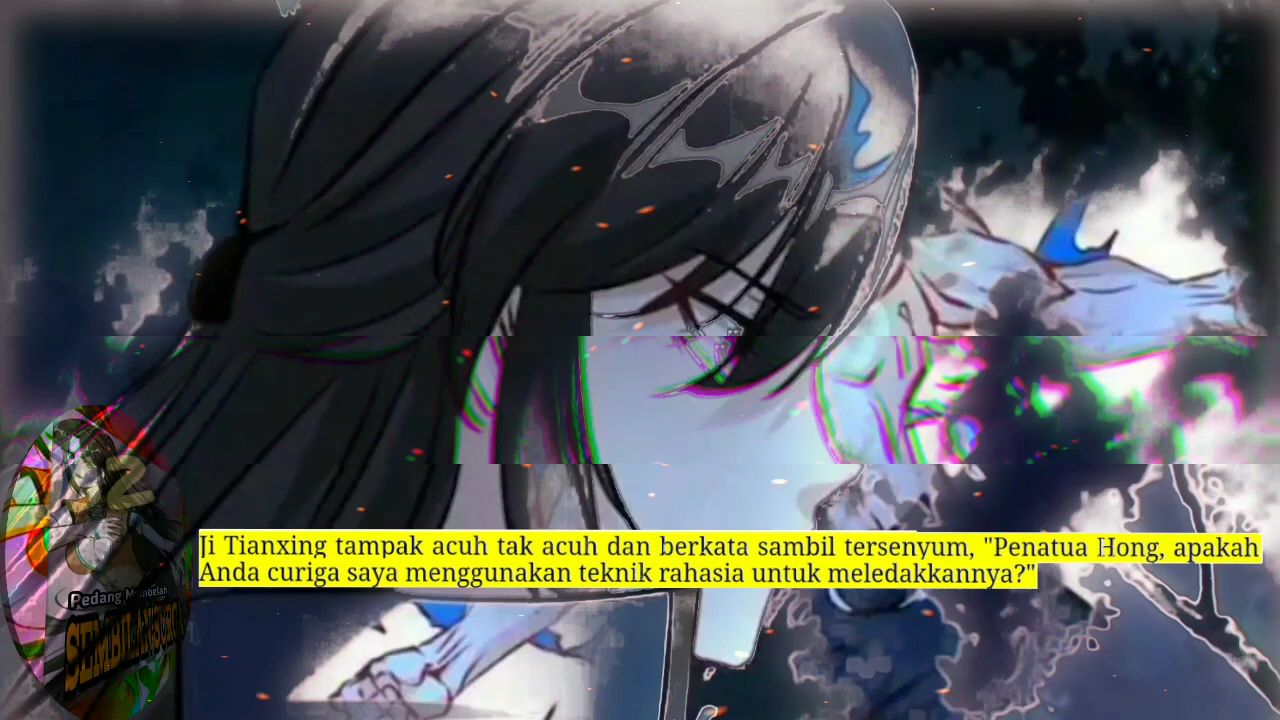 Ji Tianxing tampak acuh tak acuh dan berkata sambil tersenyum, "Penatua Hong, apakah
Anda curiga saya menggunakan teknik rahasia untuk meledakkannya?"
2
Pedang Membelah